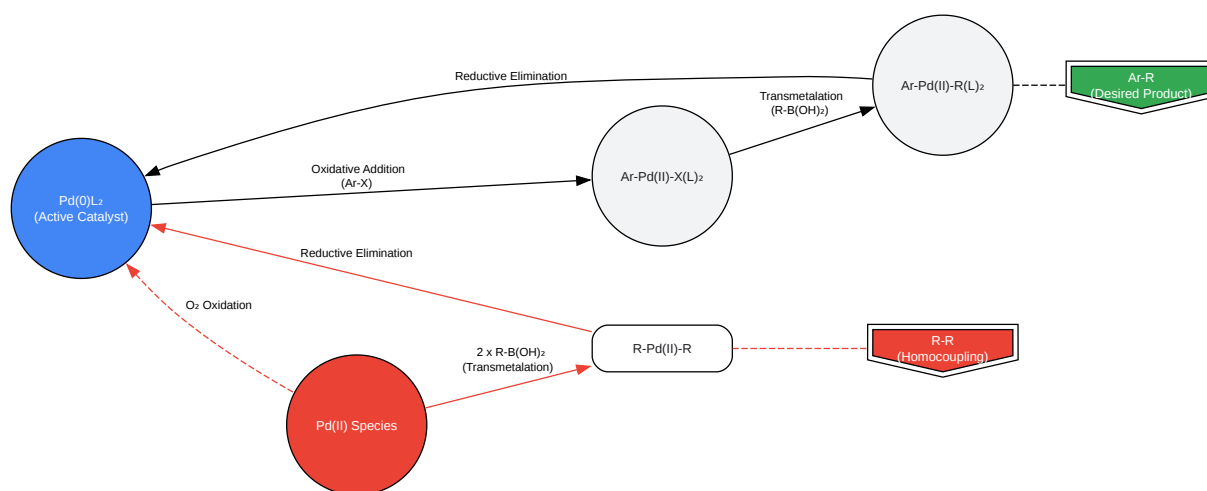 Reductive Elimination
Ar-Pd(II)-R(L)₂
Ar-R
(Desired Product)
Transmetalation
(R-B(OH)₂)
Oxidative Addition
(Ar-X)
Ar-Pd(II)-X(L)₂
Pd(0)L₂
(Active Catalyst)
Reductive Elimination
O₂ Oxidation
R-Pd(II)-R
R-R
(Homocoupling)
2 x R-B(OH)₂
(Transmetalation)
Pd(II) Species